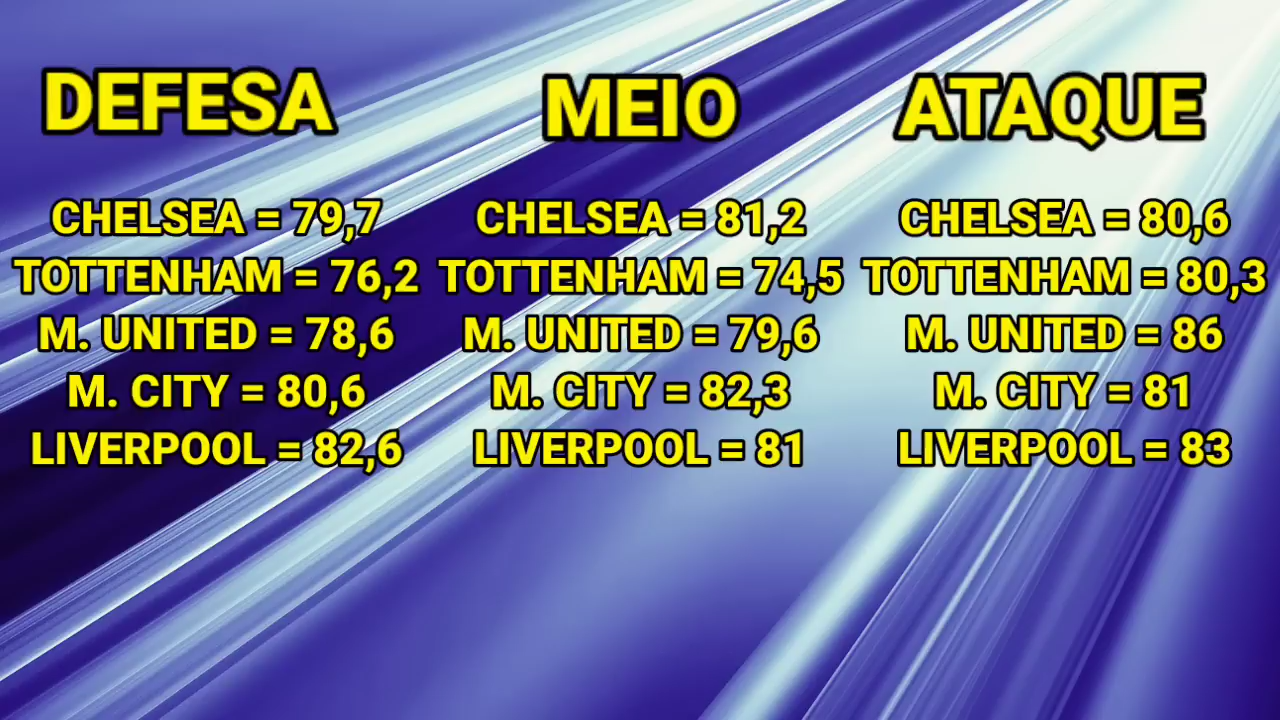 DEFESA
CHELSEA = 79,7
TOTTENHAM = 76,2
M. UNITED = 78,6
M. CITY = 80,6
LIVERPOOL = 82,6
MEIO
CHELSEA = 81,2
TOTTENHAM = 74,5
M. UNITED = 79,6
M. CITY = 82,3
LIVERPOOL = 81
ATAQUE
CHELSEA = 80,6
TOTTENHAM = 80,3
M. UNITED = 86
M. CITY = 81
LIVERPOOL = 83